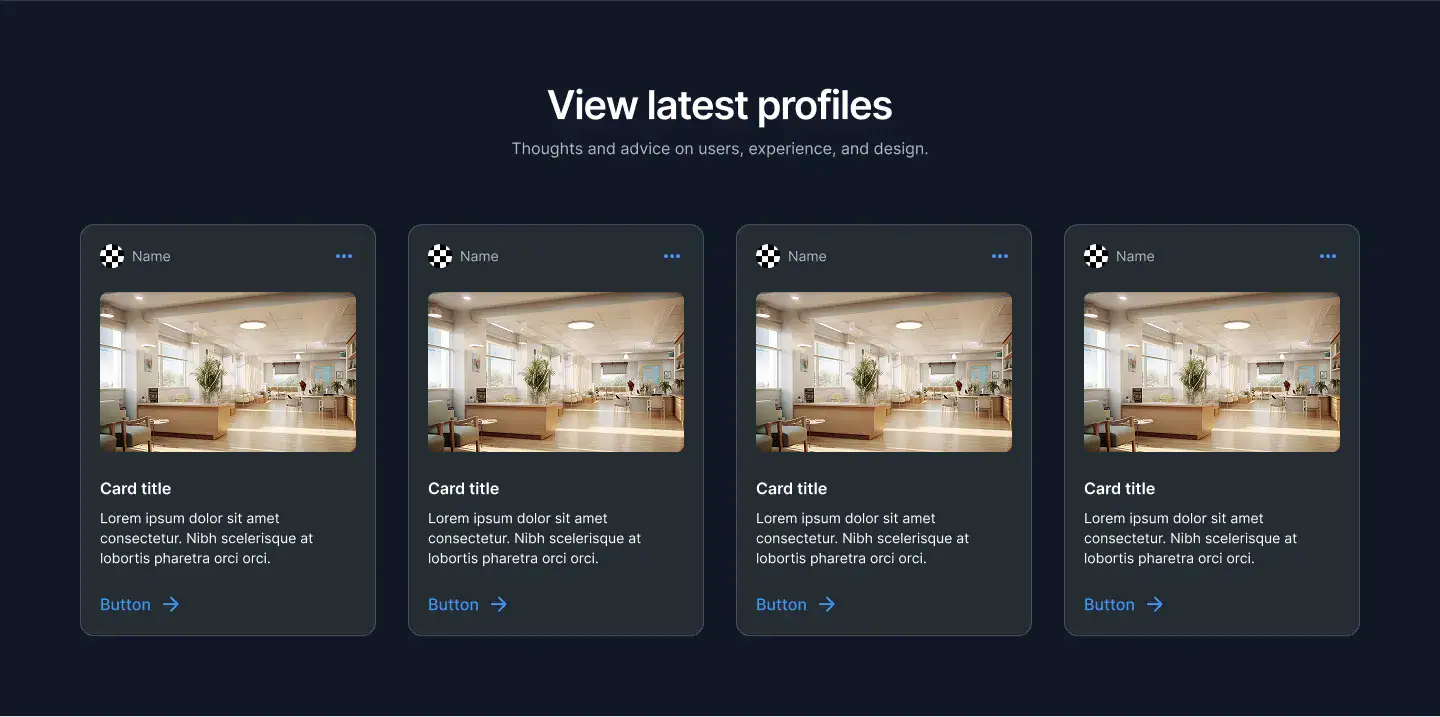 View latest profiles
Thoughts and advice on users, experience, and design.
Name
Card title
Lorem ipsum dolor sit amet
consectetur. Nibh scelerisque at
lobortis pharetra orci orci.
Button
Name
Card title
Lorem ipsum dolor sit amet
consectetur. Nibh scelerisque at
lobortis pharetra orci orci.
Button
Name
Card title
Lorem ipsum dolor sit amet
consectetur. Nibh scelerisque at
lobortis pharetra orci orci.
Button
Name
Card title
Lorem ipsum dolor sit amet
consectetur. Nibh scelerisque at
lobortis pharetra orci orci.
Button